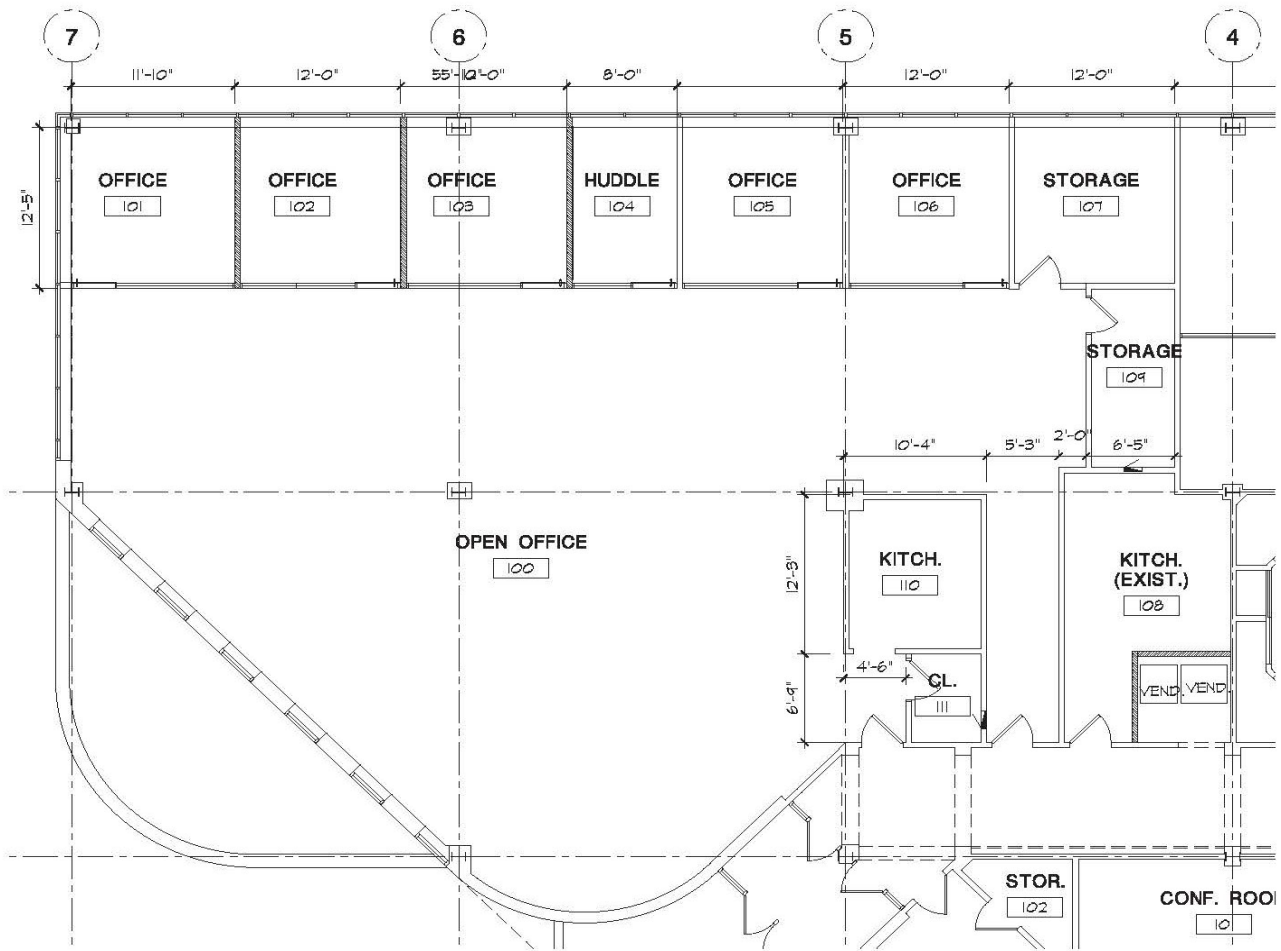 7
6
5
4
11'-10"
12'-0"
8'-0"
12'-0"
12'-0"
12'-5"
OFFICE
101
OFFICE
102
OFFICE
103
HUDDLE
104
OFFICE
105
OFFICE
106
STORAGE
107
STORAGE
109
10'-4"
5'-3"
2'-0"
6'-5"
OPEN OFFICE
100
12'-3"
KITCH.
110
KITCH.
(EXIST.)
108
4'-6"
6'-9"
CL.
111
VEND.
VEND.
STOR.
102
CONF. ROO
10